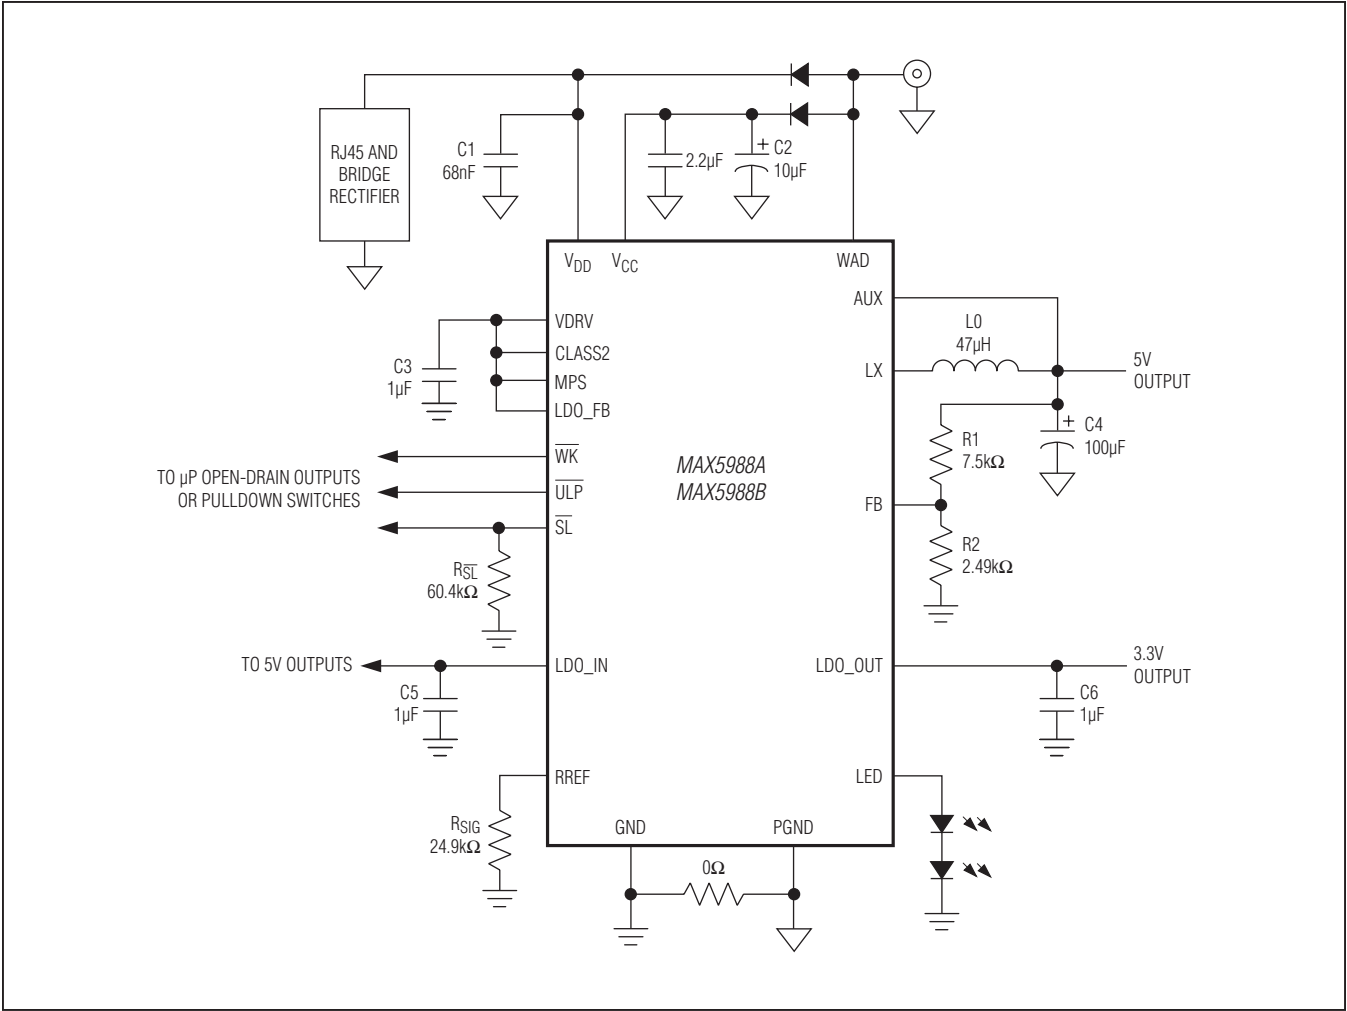 RJ45 AND
BRIDGE
RECTIFIER
C1
68nF
2.2µF
+ C2
10µF
VDD
VCC
WAD
AUX
VDRV
CLASS2
MPS
LDO_FB
C3
1µF
L0
47µH
LX
5V
OUTPUT
+ C4
100µF
R1
7.5kΩ
FB
R2
2.49kΩ
MAX5988A
MAX5988B
WK
ULP
SL
TO µP OPEN-DRAIN OUTPUTS
OR PULLDOWN SWITCHES
RSL
60.4kΩ
TO 5V OUTPUTS
LDO_IN
C5
1µF
LDO_OUT
3.3V
OUTPUT
C6
1µF
RREF
RSIG
24.9kΩ
LED
GND
PGND
0Ω